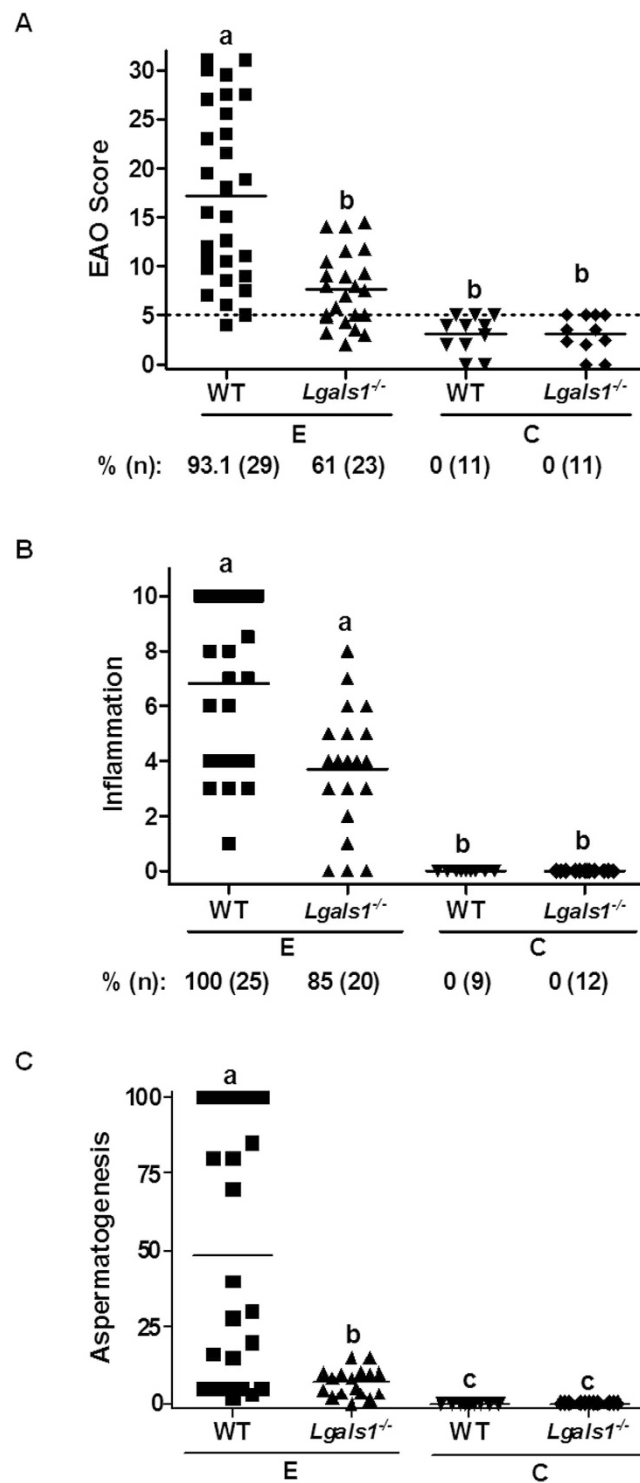 A
a
30
25
20
15
10
5
0
EAO Score
b
b
b
WT
Lgals1-/-
WT
Lgals1-/-
E
C
% (n): 93.1 (29) 61 (23) 0 (11) 0 (11)
B
a
a
10
8
6
4
2
0
Inflammation
b
b
WT
Lgals1-/-
WT
Lgals1-/-
E
C
% (n): 100 (25) 85 (20) 0 (9) 0 (12)
C
a
100
75
50
25
0
Aspermatogenesis
b
c
c
WT
Lgals1-/-
WT
Lgals1-/-
E
C